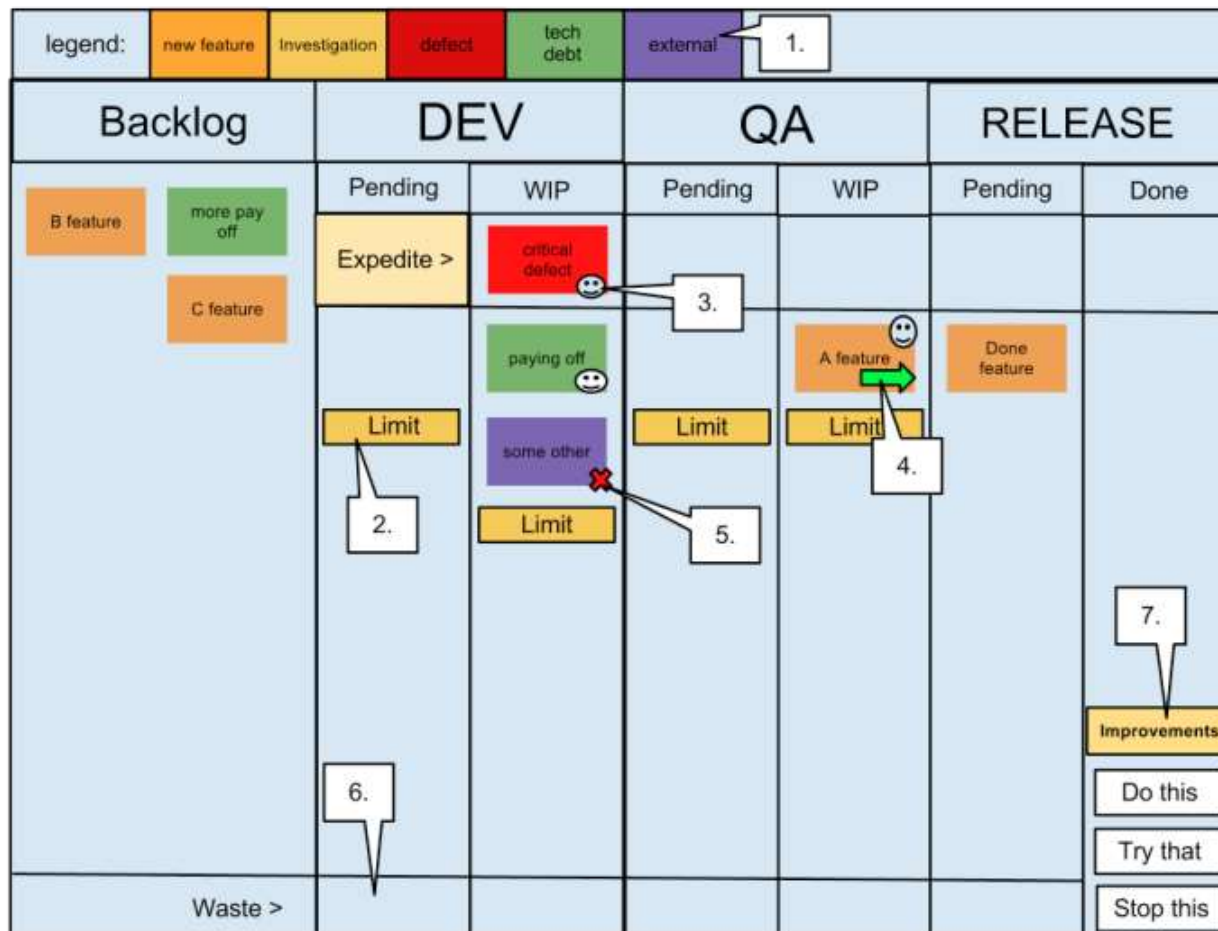 legend:
new feature
Investigation
defect
tech
debt
external
1.
Backlog
DEV
QA
RELEASE
Pending
WIP
Pending
WIP
Pending
Done
B feature
more pay
off
C feature
Expedite >
critical
defect
3.
paying off
A feature
Done
feature
Limit
Limit
Limit
some other
4.
2.
Limit
5.
7.
Improvements
6.
Do this
Try that
Waste >
Stop this